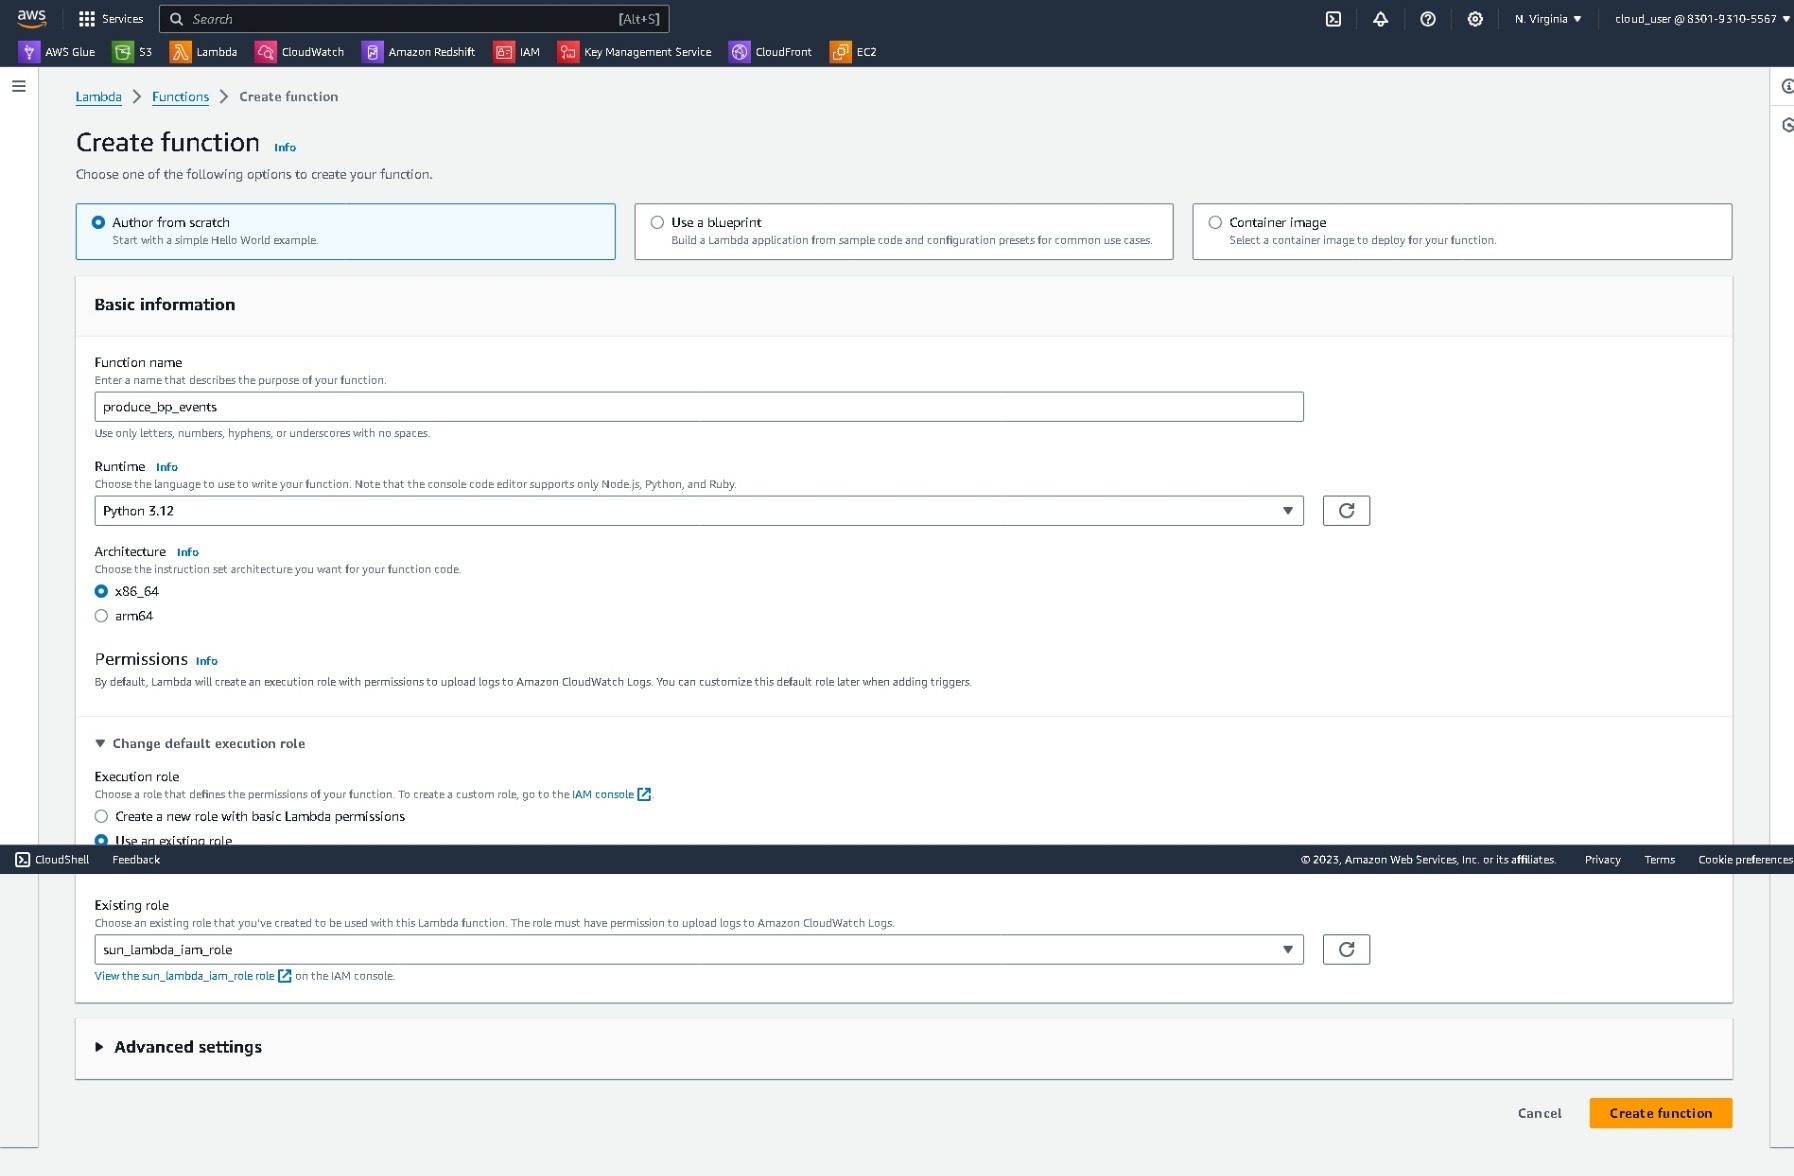 aws Services Search [Alt+S] N. Virginia cloud_user @ 8301-9310-5567
AWS Glue S3 Lambda CloudWatch Amazon Redshift IAM Key Management Service CloudFront EC2
Lambda Functions Create function
Create function Info
Choose one of the following options to create your function.
Author from scratch
Start with a simple Hello World example.
Use a blueprint
Build a Lambda application from sample code and configuration presets for common use cases.
Container image
Select a container image to deploy for your function.
Basic information
Function name
Enter a name that describes the purpose of your function.
produce_bp_events
Use only letters, numbers, hyphens, or underscores with no spaces.
Runtime Info
Choose the language to use to write your function. Note that the console code editor supports only Node.js, Python, and Ruby.
Python 3.12
Architecture Info
Choose the instruction set architecture you want for your function code.
x86_64
arm64
Permissions Info
By default, Lambda will create an execution role with permissions to upload logs to Amazon CloudWatch Logs. You can customize this default role later when adding triggers.
Change default execution role
Execution role
Choose a role that defines the permissions of your function. To create a custom role, go to the IAM console.
Create a new role with basic Lambda permissions
Use an existing role
CloudShell Feedback © 2023, Amazon Web Services, Inc. or its affiliates. Privacy Terms Cookie preferences
Existing role
Choose an existing role that you've created to be used with this Lambda function. The role must have permission to upload logs to Amazon CloudWatch Logs.
sun_lambda_iam_role
View the sun_lambda_iam_role role on the IAM console.
Advanced settings
Cancel Create function